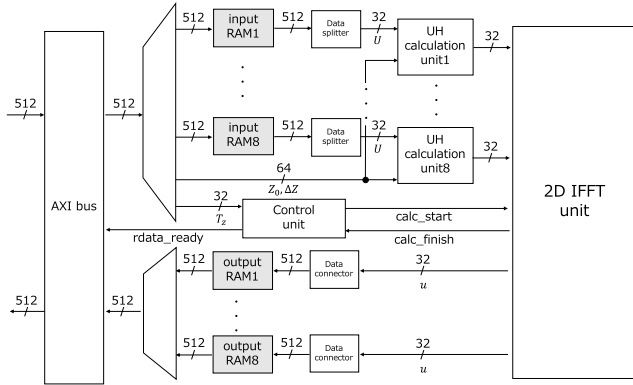 512
input
RAM1
512
Data
splitter
32
U
UH
calculation
unit1
32
512
512
512
input
RAM8
512
Data
splitter
32
U
UH
calculation
unit8
32
64
Z₀, ΔZ
32
T_z
Control
unit
calc_start
calc_finish
rdata_ready
AXI bus
2D IFFT
unit
512
output
RAM1
512
Data
connector
32
u
512
512
512
output
RAM8
512
Data
connector
32
u